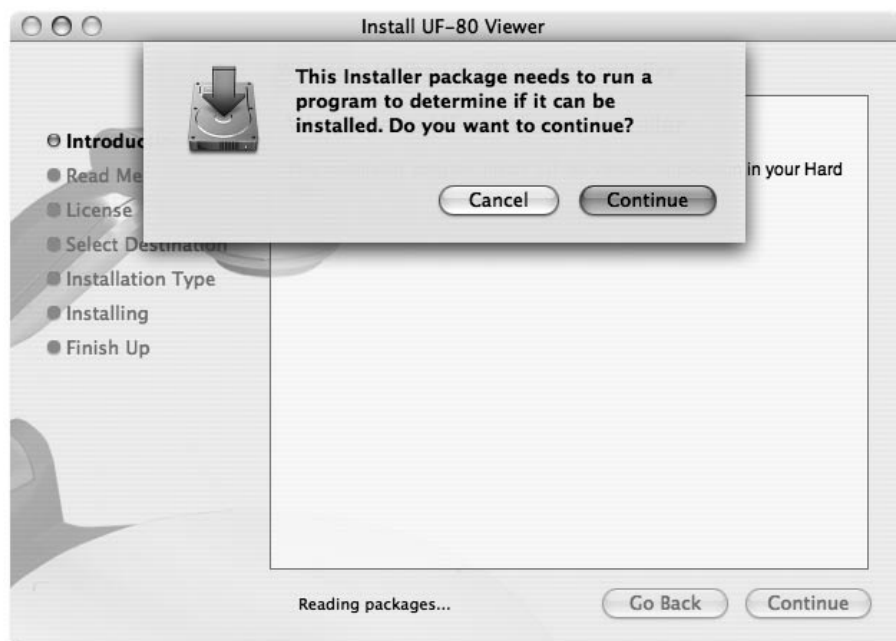 Install UF-80 Viewer
This Installer package needs to run a
program to determine if it can be
installed. Do you want to continue?
Cancel
Continue
Introduc
Read Me
License
Select Destination
Installation Type
Installing
Finish Up
in your Hard
Reading packages...
Go Back
Continue